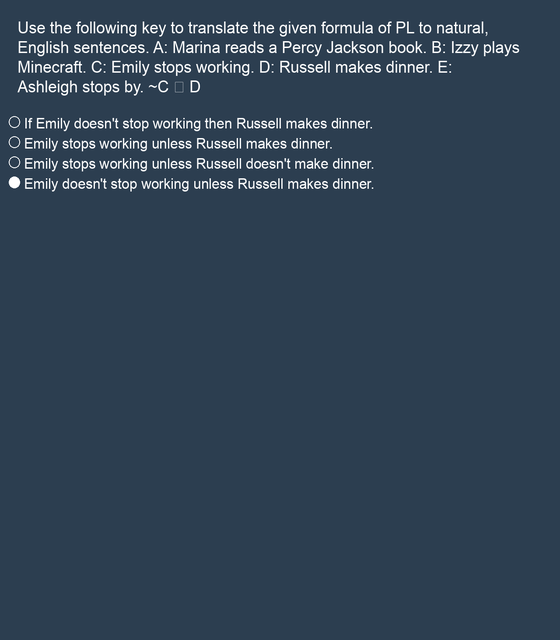 Use the following key to translate the given formula of PL to natural,
English sentences. A: Marina reads a Percy Jackson book. B: Izzy plays
Minecraft. C: Emily stops working. D: Russell makes dinner. E:
Ashleigh stops by. ~C □ D
If Emily doesn't stop working then Russell makes dinner.
Emily stops working unless Russell makes dinner.
Emily stops working unless Russell doesn't make dinner.
Emily doesn't stop working unless Russell makes dinner.